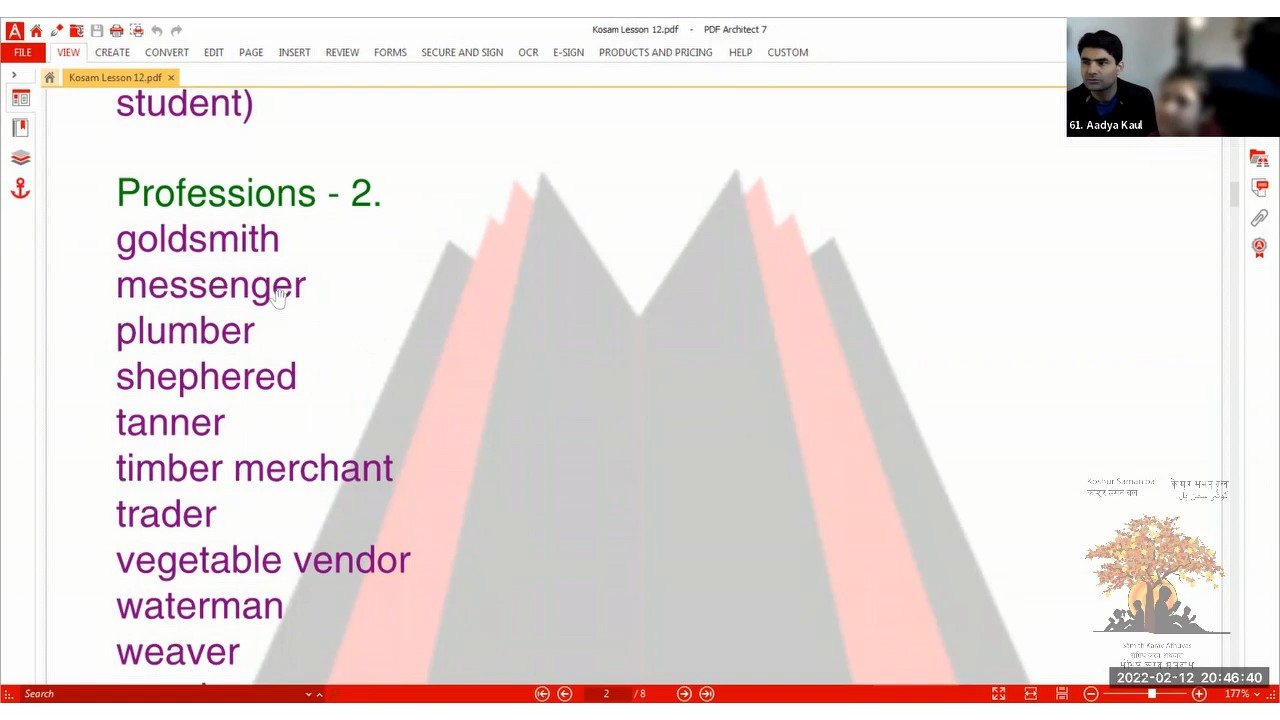 Kosam Lesson 12.pdf - PDF Architect 7
FILE VIEW CREATE CONVERT EDIT PAGE INSERT REVIEW FORMS SECURE AND SIGN OCR E-SIGN PRODUCTS AND PRICING HELP CUSTOM
Kosam Lesson 12.pdf
61. Aadya Kaul
student)
Professions - 2.
goldsmith
messenger
plumber
shephered
tanner
timber merchant
trader
vegetable vendor
waterman
weaver
Koshur Saman bal
2022-02-12 20:46:40
Search
2 / 8
177%